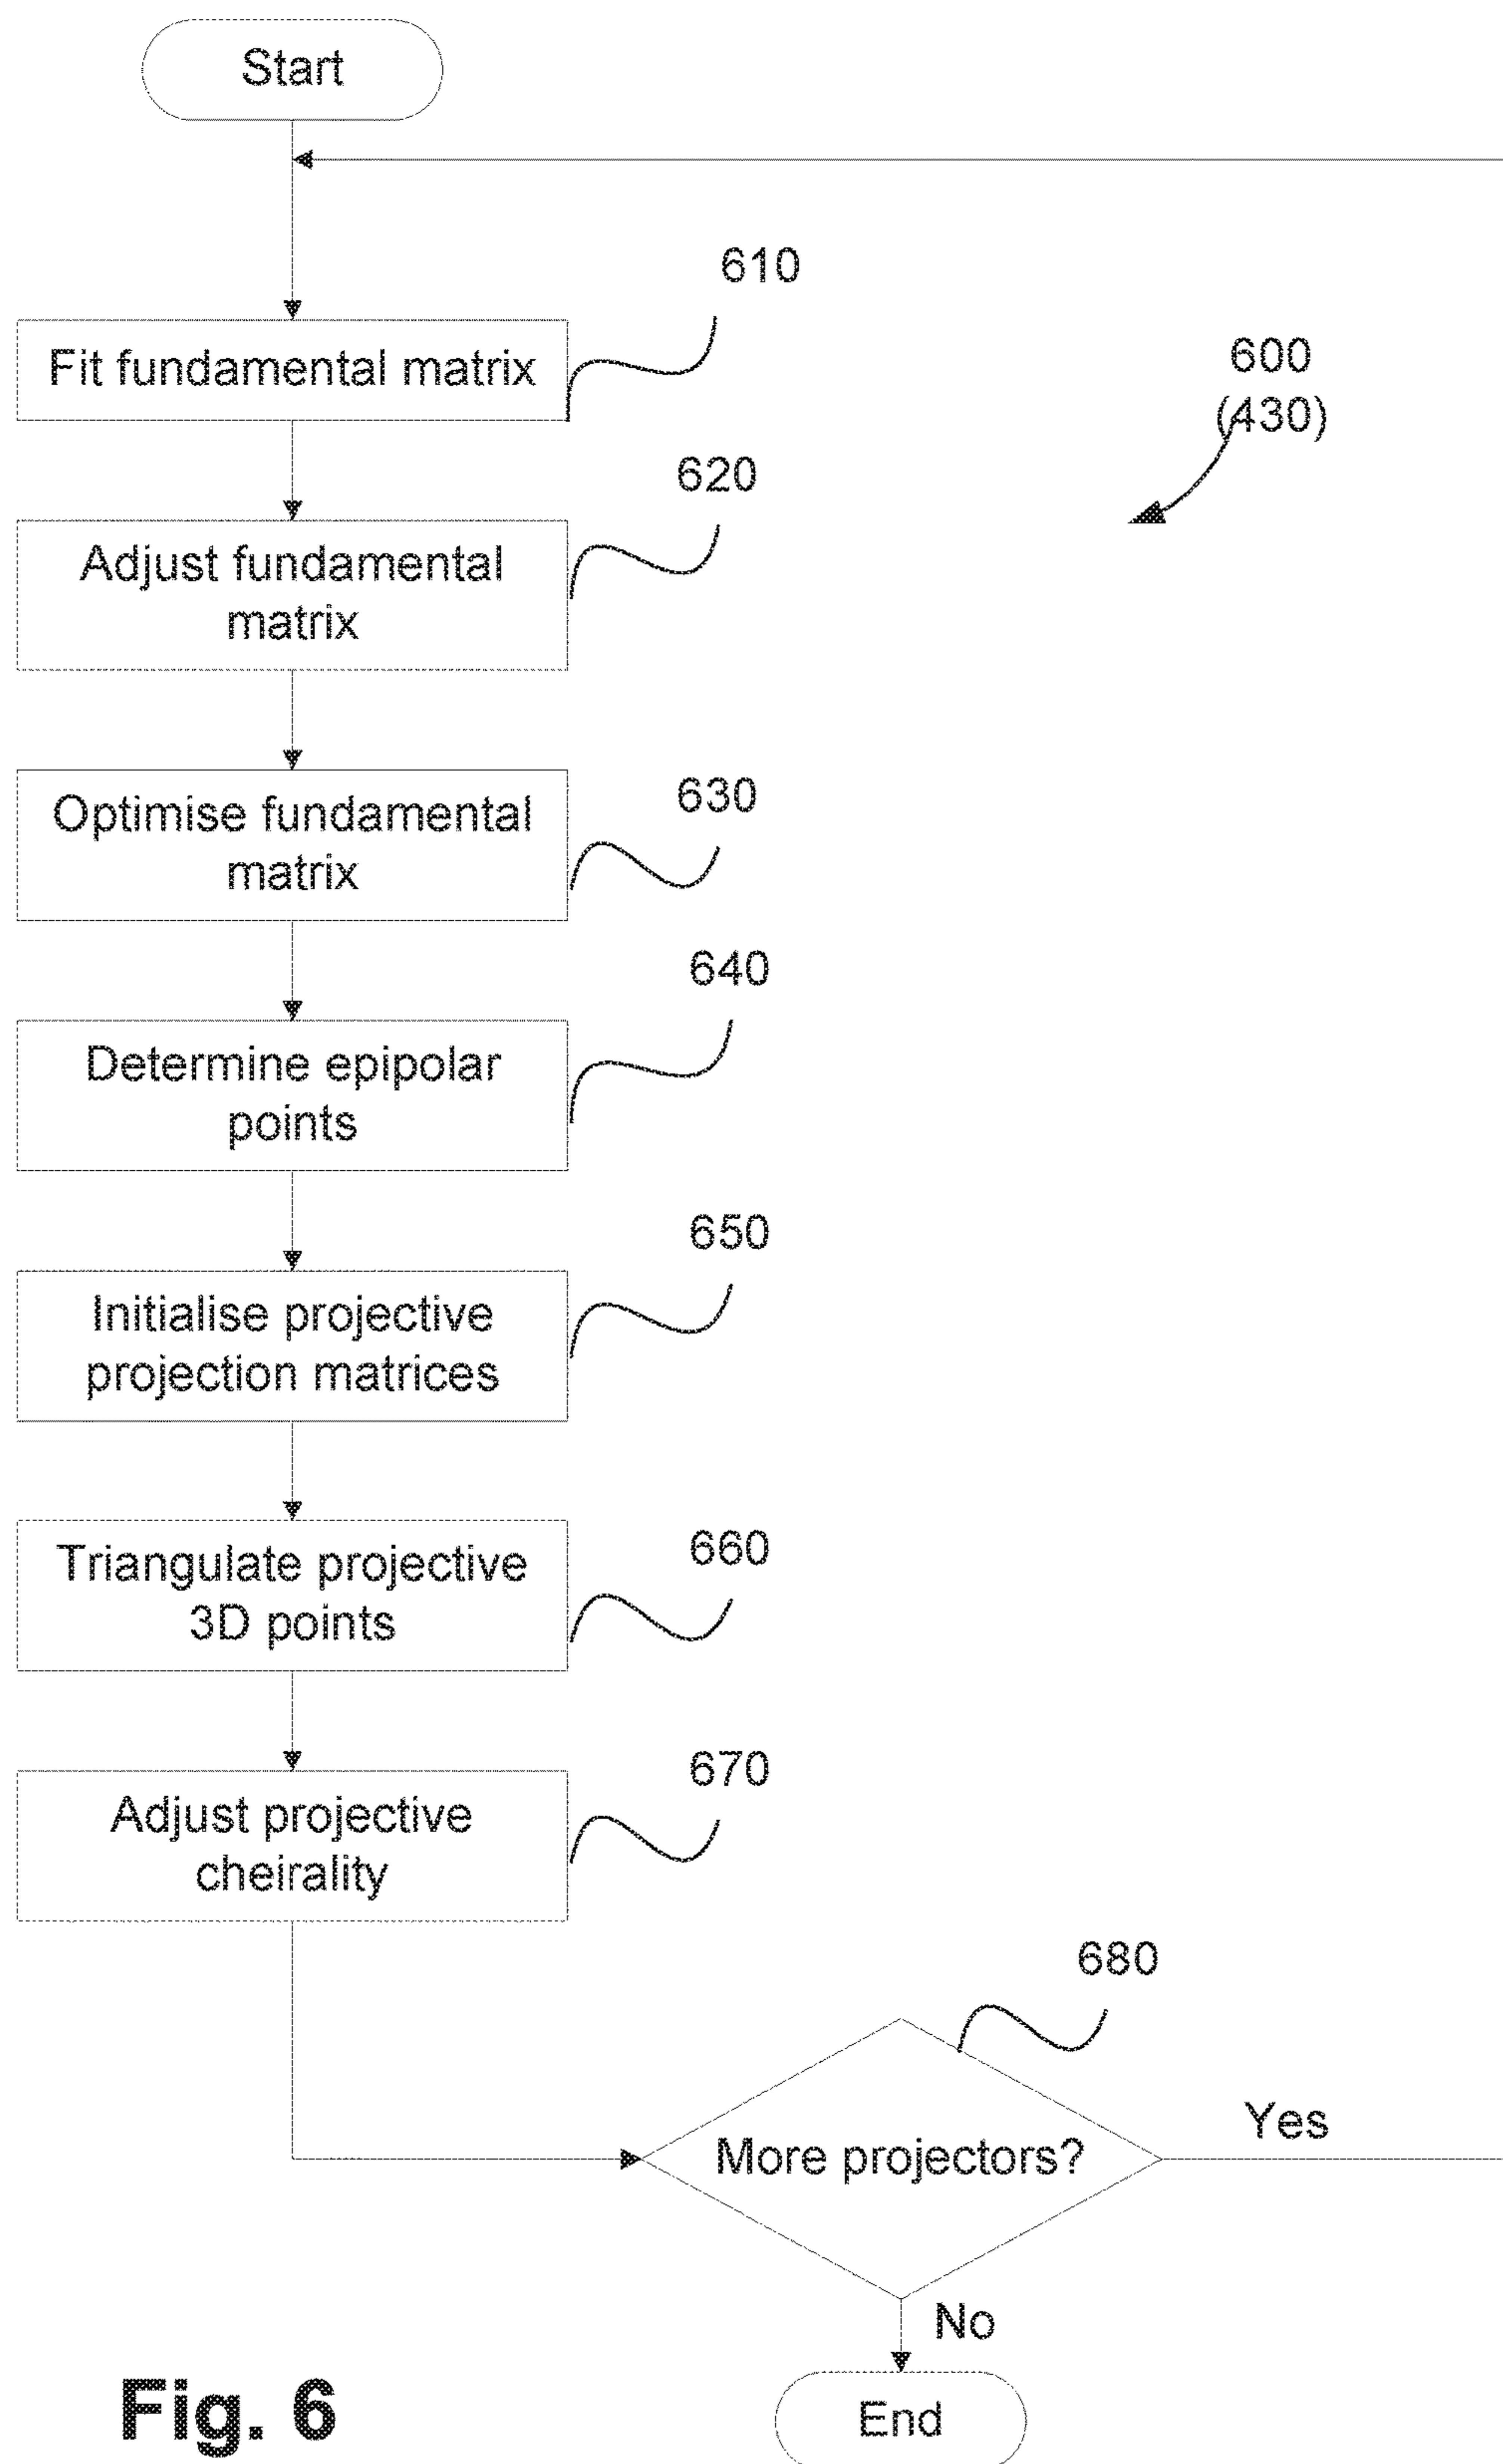 Start
610
Fit fundamental matrix
600
(430)
620
Adjust fundamental
matrix
630
Optimise fundamental
matrix
640
Determine epipolar
points
650
Initialise projective
projection matrices
660
Triangulate projective
3D points
670
Adjust projective
cheirality
680
Yes
More projectors?
No
End
Fig. 6